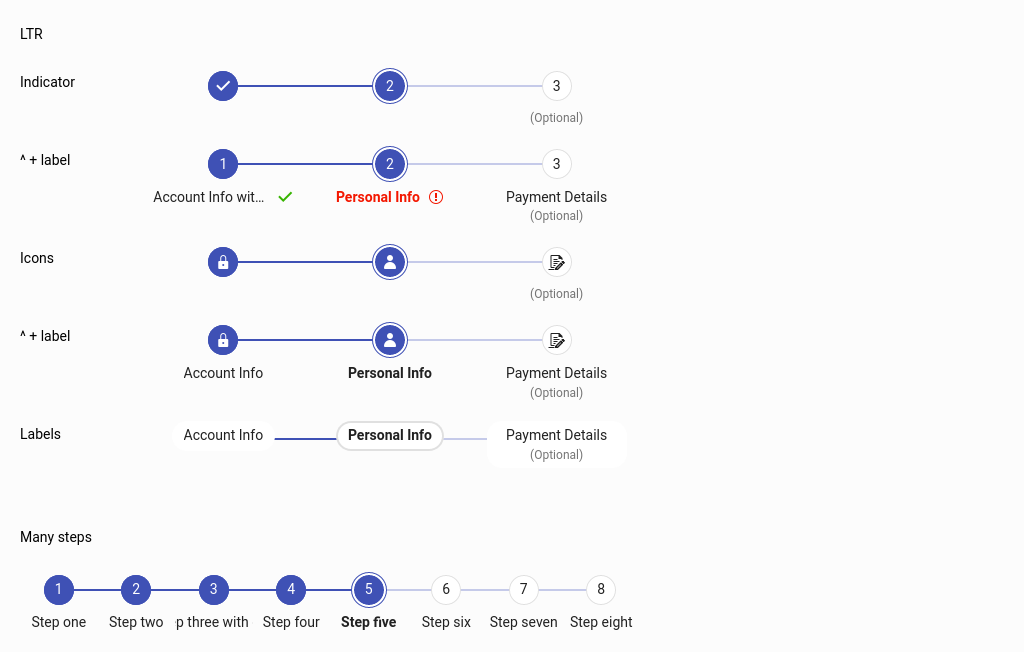 LTR
Indicator
2
3
(Optional)
^ + label
1
2
3
Account Info wit...
Personal Info
Payment Details
(Optional)
Icons
(Optional)
^ + label
Account Info
Personal Info
Payment Details
(Optional)
Labels
Account Info
Personal Info
Payment Details
(Optional)
Many steps
1
2
3
4
5
6
7
8
Step one
Step two
p three with
Step four
Step five
Step six
Step seven
Step eight